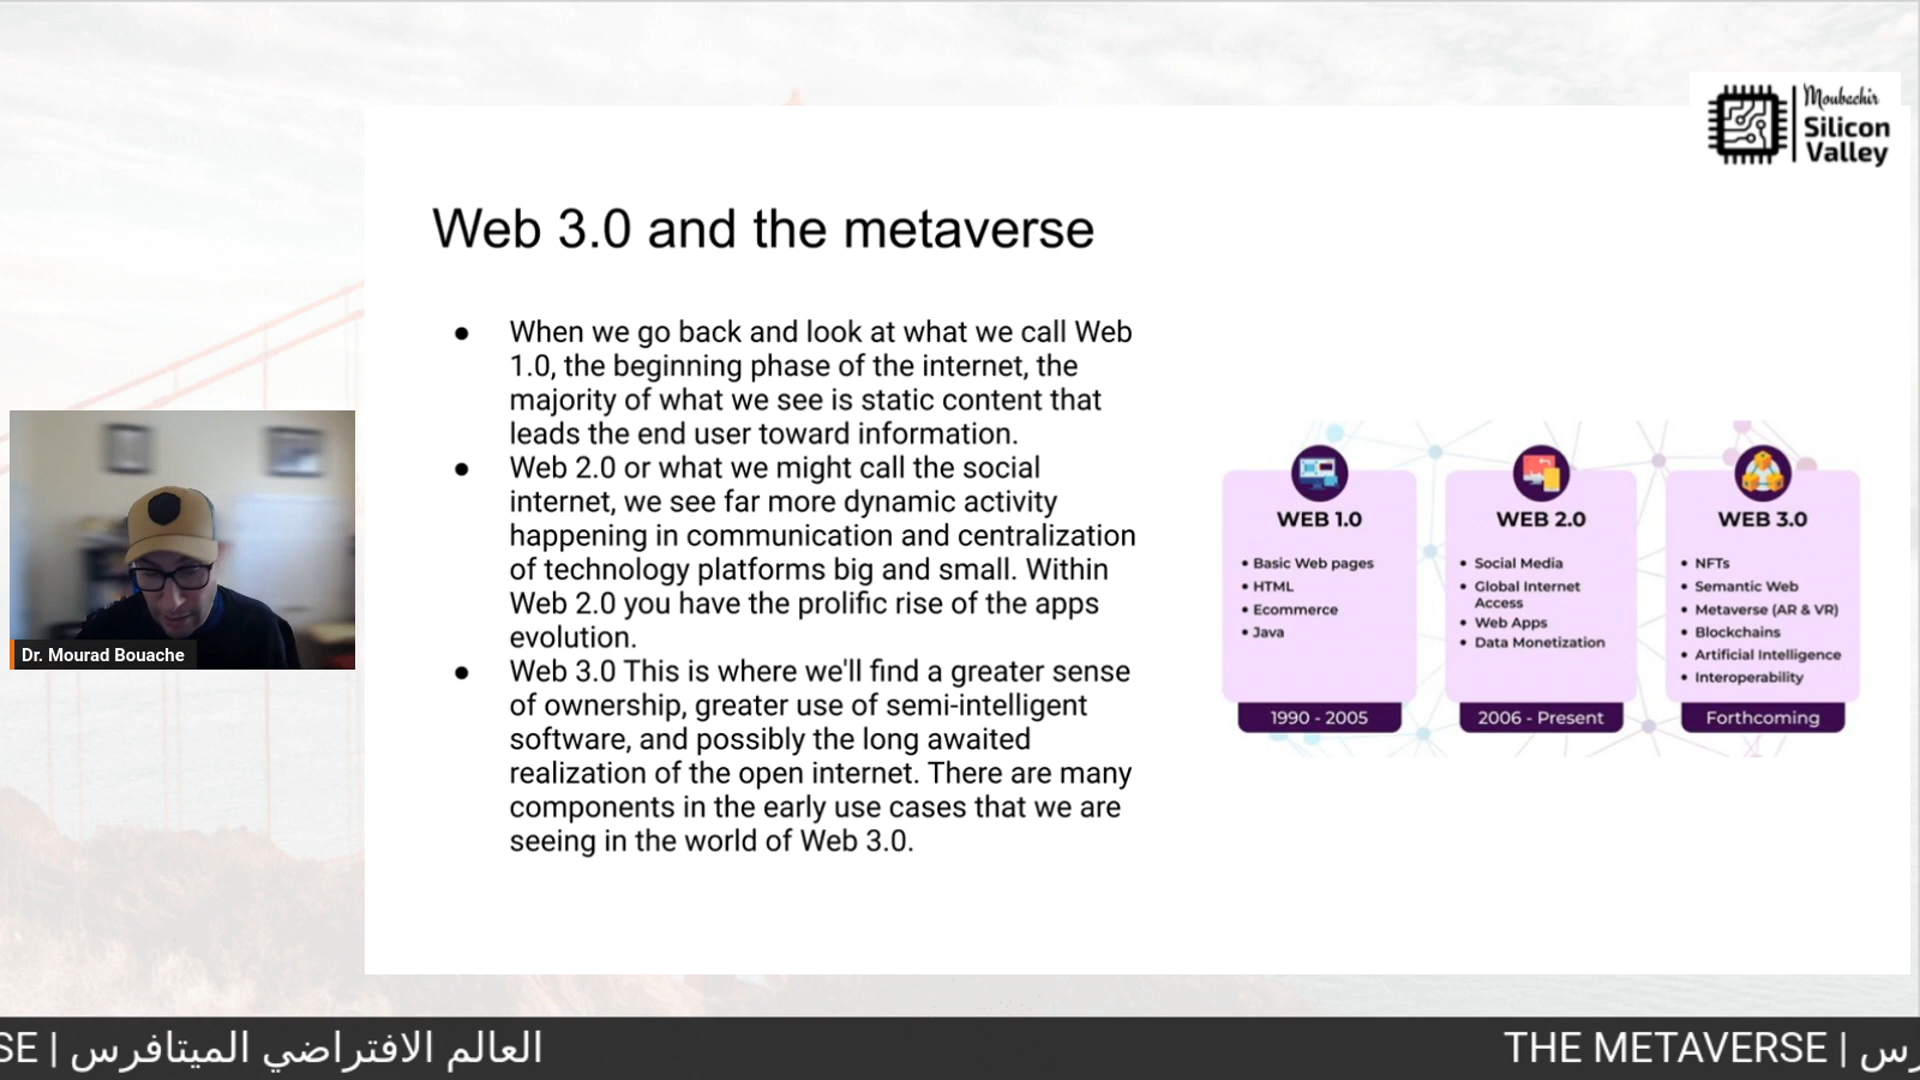 Moubachir
Silicon
Valley
Web 3.0 and the metaverse
● When we go back and look at what we call Web
1.0, the beginning phase of the internet, the
majority of what we see is static content that
leads the end user toward information.
● Web 2.0 or what we might call the social
internet, we see far more dynamic activity
happening in communication and centralization
of technology platforms big and small. Within
Web 2.0 you have the prolific rise of the apps
evolution.
● Web 3.0 This is where we'll find a greater sense
of ownership, greater use of semi-intelligent
software, and possibly the long awaited
realization of the open internet. There are many
components in the early use cases that we are
seeing in the world of Web 3.0.
WEB 1.0
• Basic Web pages
• HTML
• Ecommerce
• Java
1990 - 2005
WEB 2.0
• Social Media
• Global Internet
Access
• Web Apps
• Data Monetization
2006 - Present
WEB 3.0
• NFTs
• Semantic Web
• Metaverse (AR & VR)
• Blockchains
• Artificial Intelligence
• Interoperability
Forthcoming
Dr. Mourad Bouache
SE | العالم الافتراضي الميتافرس
THE METAVERSE | رس